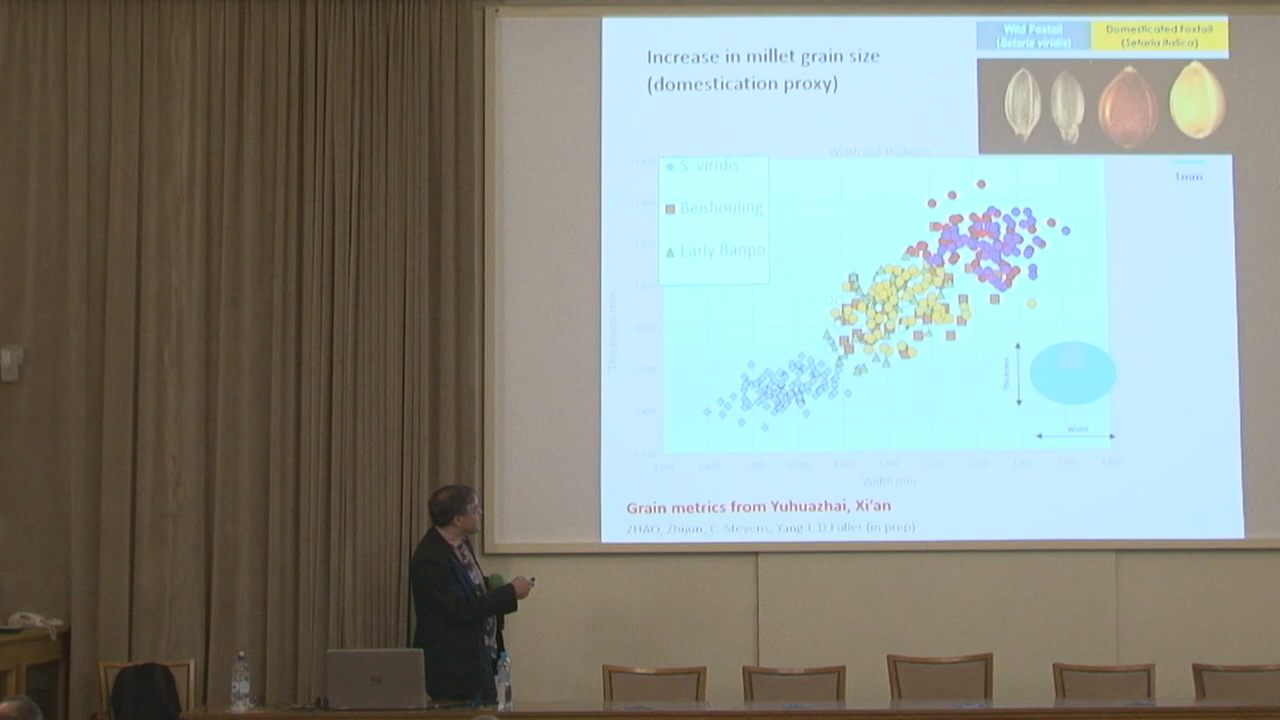 Increase in millet grain size
(domestication proxy)
Wild Foxtail
(Setaria viridis)
Domesticated Foxtail
(Setaria italica)
1mm
Width and Thickness
S. viridis
Beishouling
Early Banpo
Thickness mm
Thickness
Width
Width mm
Grain metrics from Yuhuazhai, Xi'an
ZHAO, Zhijun, C. Stevens, Yang J. D Fuller (in prep)